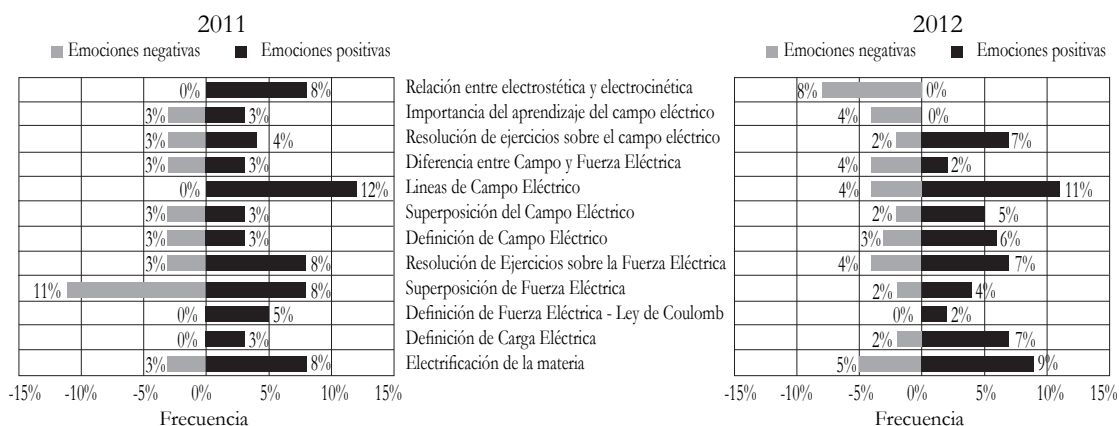 2011
Emociones negativas Emociones positivas
2012
Emociones negativas Emociones positivas
0% 8% Relación entre electrostética y electrocinética 8% 0%
3% 3% Importancia del aprendizaje del campo eléctrico 4% 0%
3% 4% Resolución de ejercicios sobre el campo eléctrico 2% 7%
3% 3% Diferencia entre Campo y Fuerza Eléctrica 4% 2%
0% 12% Lineas de Campo Eléctrico 4% 11%
3% 3% Superposición del Campo Eléctrico 2% 5%
3% 3% Definición de Campo Eléctrico 3% 6%
3% 8% Resolución de Ejercicios sobre la Fuerza Eléctrica 4% 7%
11% 8% Superposición de Fuerza Eléctrica 2% 4%
0% 5% Definición de Fuerza Eléctrica - Ley de Coulomb 0% 2%
0% 3% Definición de Carga Eléctrica 2% 7%
3% 8% Electrificación de la materia 5% 9%
-15% -10% -5% 0% 5% 10% 15% -15% -10% -5% 0% 5% 10% 15%
Frecuencia Frecuencia